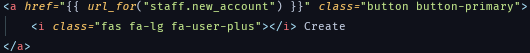 <a href="{{ url_for("staff.new_account") }}" class="button button-primary">
    <i class="fas fa-lg fa-user-plus"></i> Create
</a>